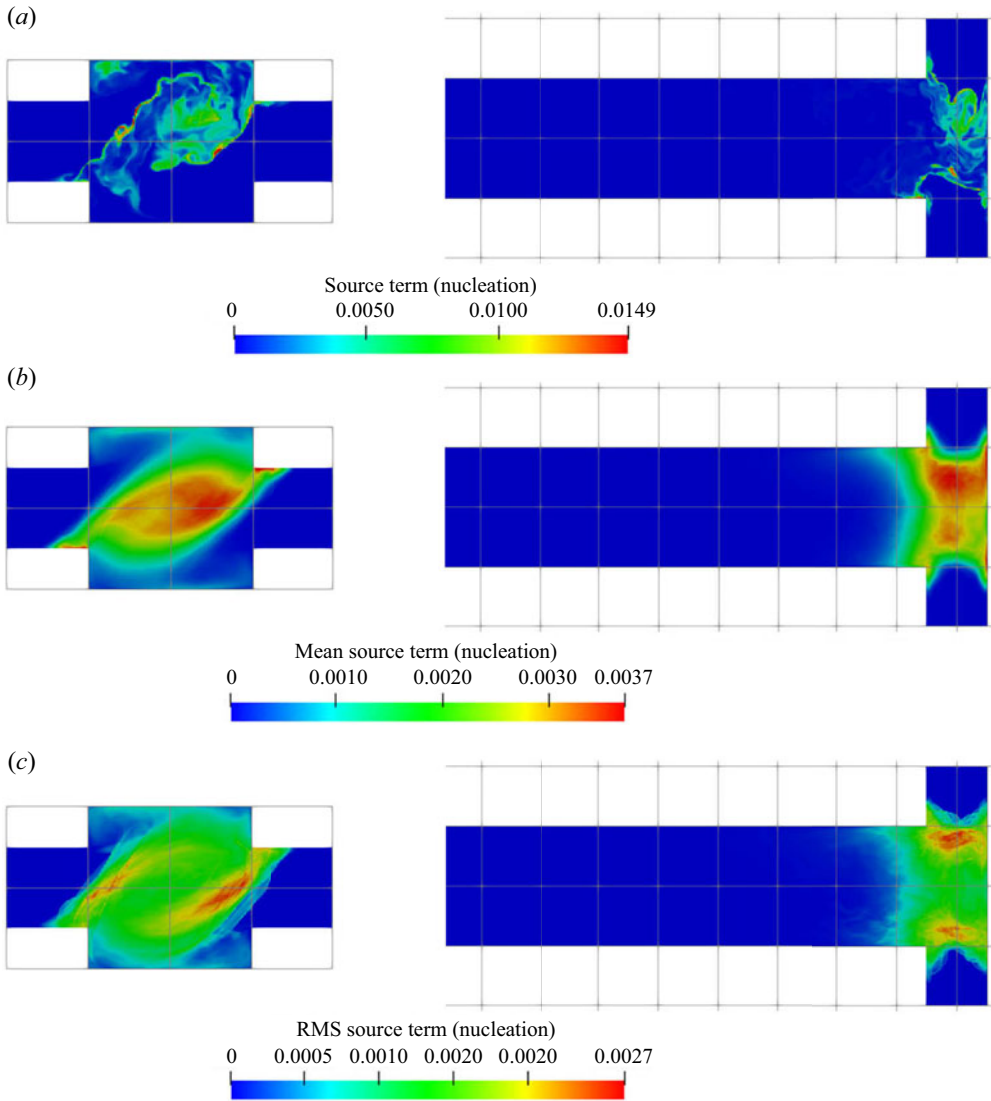 (a)
Source term (nucleation)
0 0.0050 0.0100 0.0149
(b)
Mean source term (nucleation)
0 0.0010 0.0020 0.0030 0.0037
(c)
RMS source term (nucleation)
0 0.0005 0.0010 0.0020 0.0020 0.0027